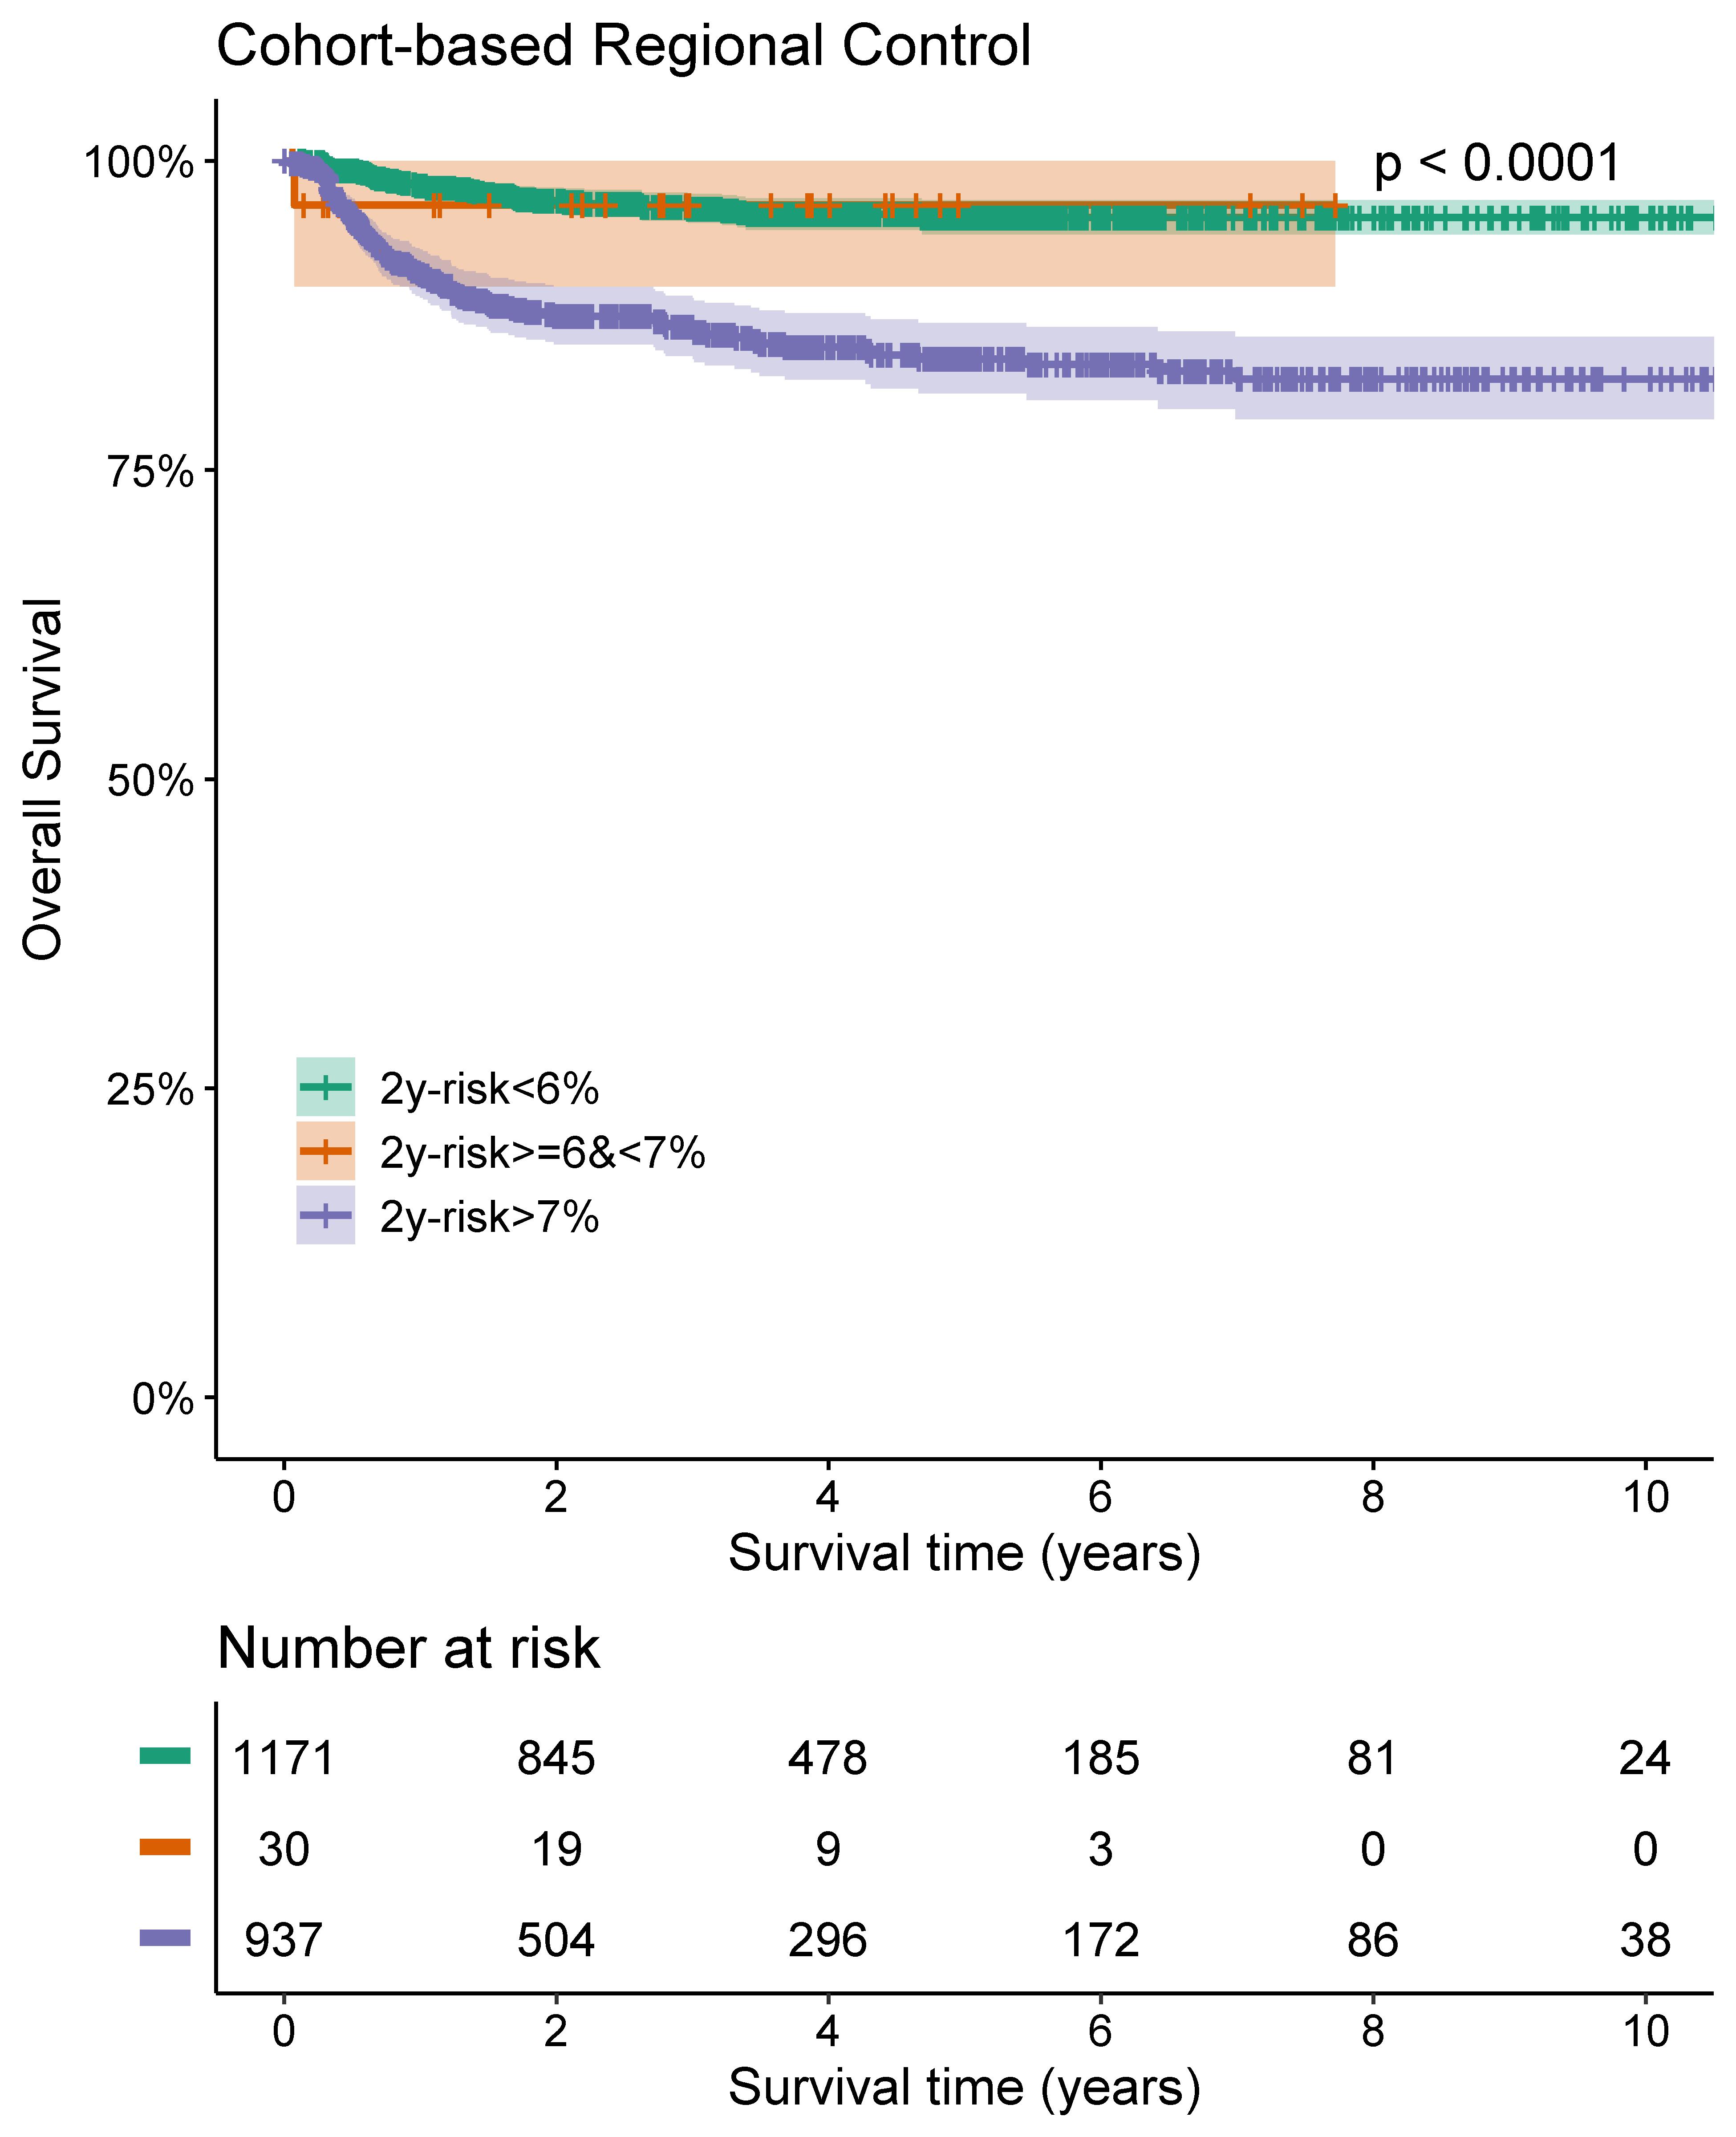 Cohort-based Regional Control
100%
p < 0.0001
75%
50%
25%
0%
Overall Survival
2y-risk<6%
2y-risk>=6&<7%
2y-risk>7%
0 2 4 6 8 10
Survival time (years)
Number at risk
1171 845 478 185 81 24
30 19 9 3 0 0
937 504 296 172 86 38
0 2 4 6 8 10
Survival time (years)